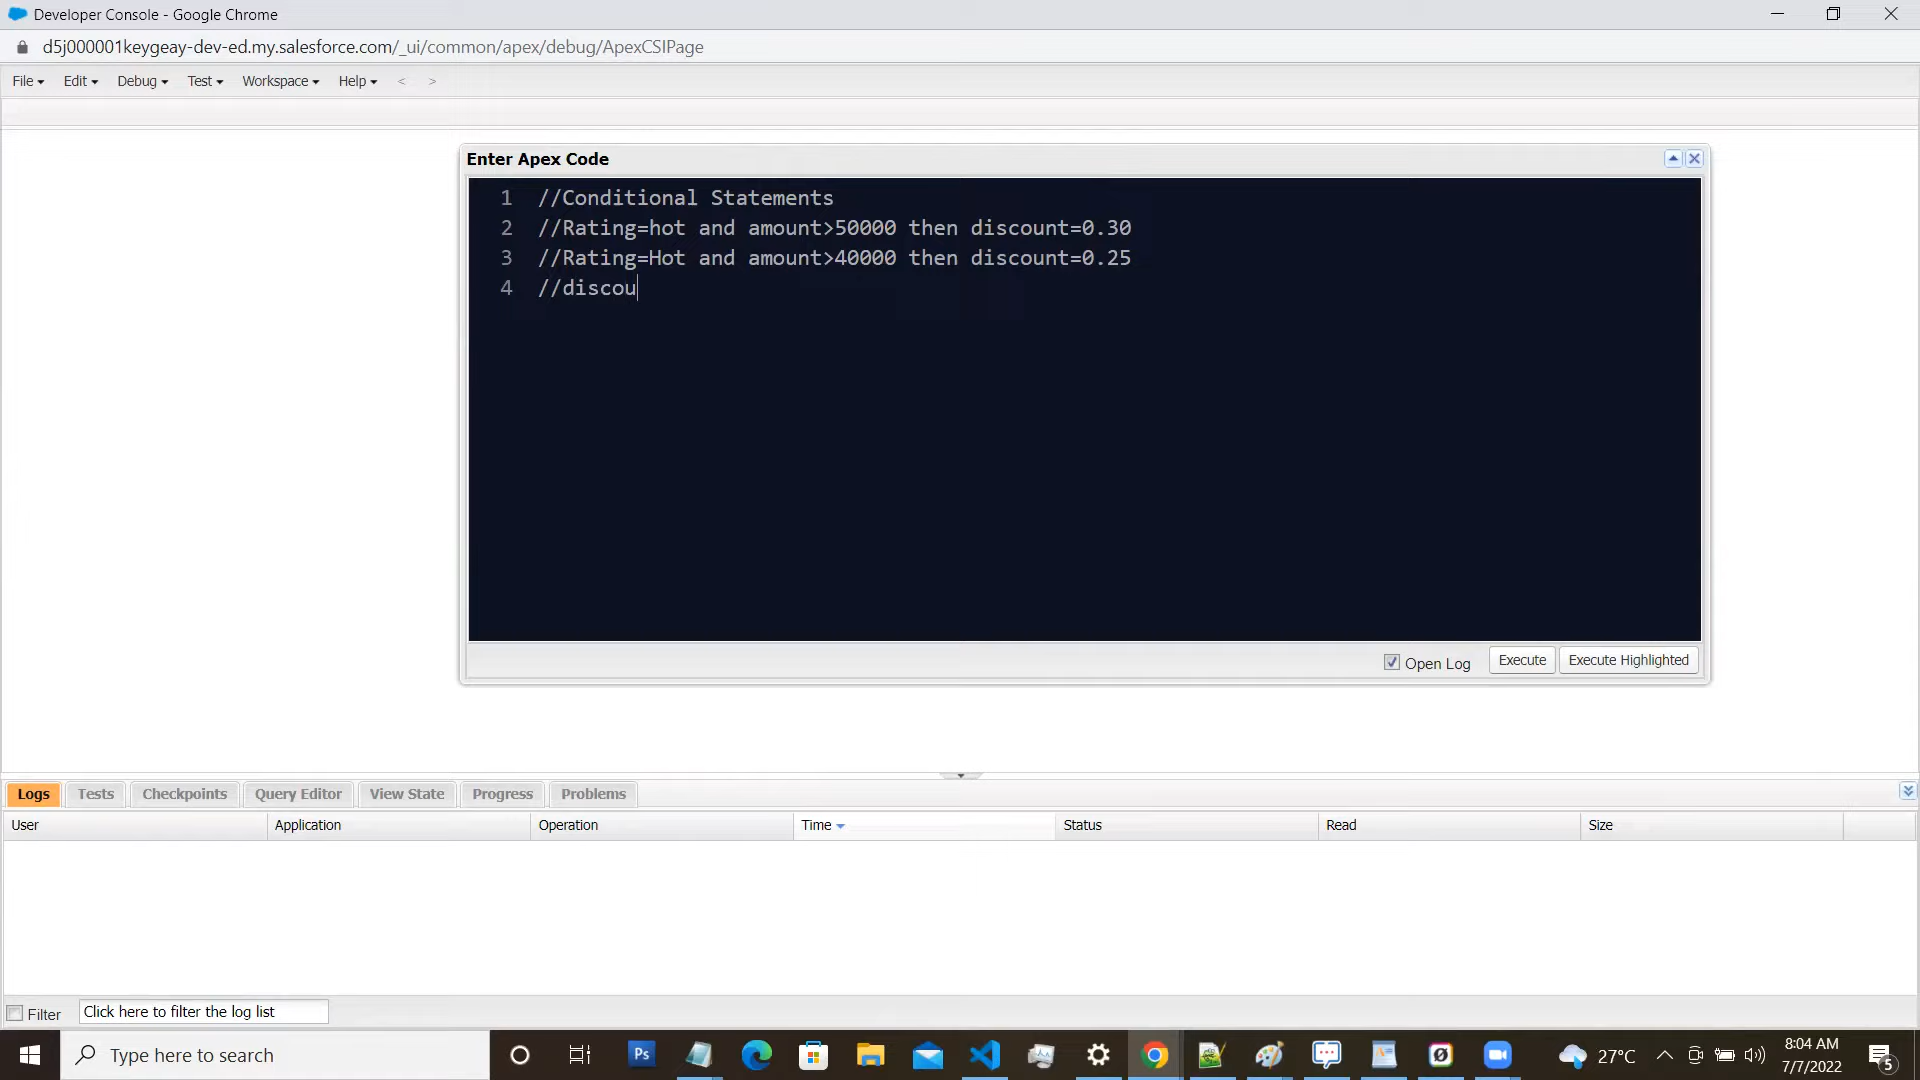 Developer Console - Google Chrome
d5j000001keygeay-dev-ed.my.salesforce.com/_ui/common/apex/debug/ApexCSIPage
File Edit Debug Test Workspace Help < >
Enter Apex Code
1 //Conditional Statements
2 //Rating=hot and amount>50000 then discount=0.30
3 //Rating=Hot and amount>40000 then discount=0.25
4 //discou
Open Log Execute Execute Highlighted
Logs Tests Checkpoints Query Editor View State Progress Problems
User Application Operation Time Status Read Size
Filter Click here to filter the log list
Type here to search Ps 27°C 8:04 AM
7/7/2022 5